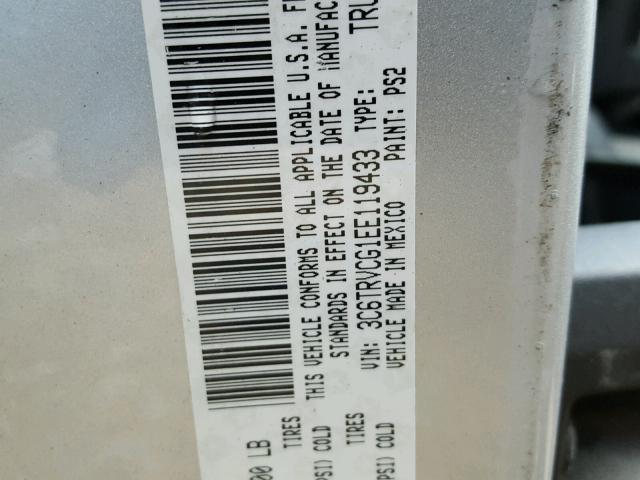 THIS VEHICLE CONFORMS TO ALL APPLICABLE U.S.A. F
STANDARDS IN EFFECT ON THE DATE OF MANUFAC
VIN: 3C6TRVCG1EE119433 TYPE: TRU
VEHICLE MADE IN MEXICO PAINT: PS2
00 LB TIRES
PSI) COLD TIRES
PSI) COLD